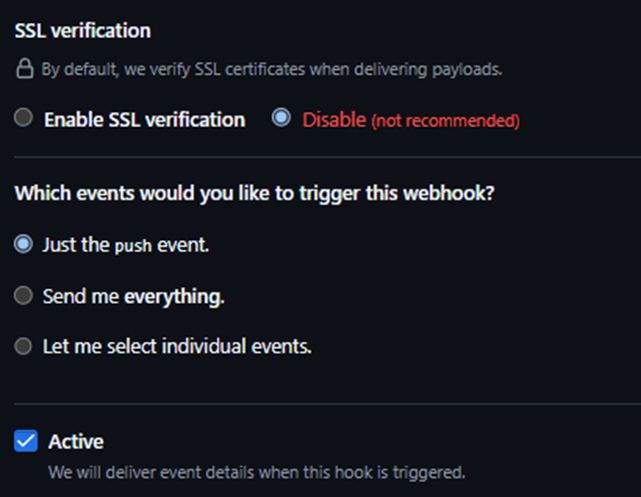 SSL verification
By default, we verify SSL certificates when delivering payloads.
Enable SSL verification Disable (not recommended)
Which events would you like to trigger this webhook?
Just the push event.
Send me everything.
Let me select individual events.
Active
We will deliver event details when this hook is triggered.